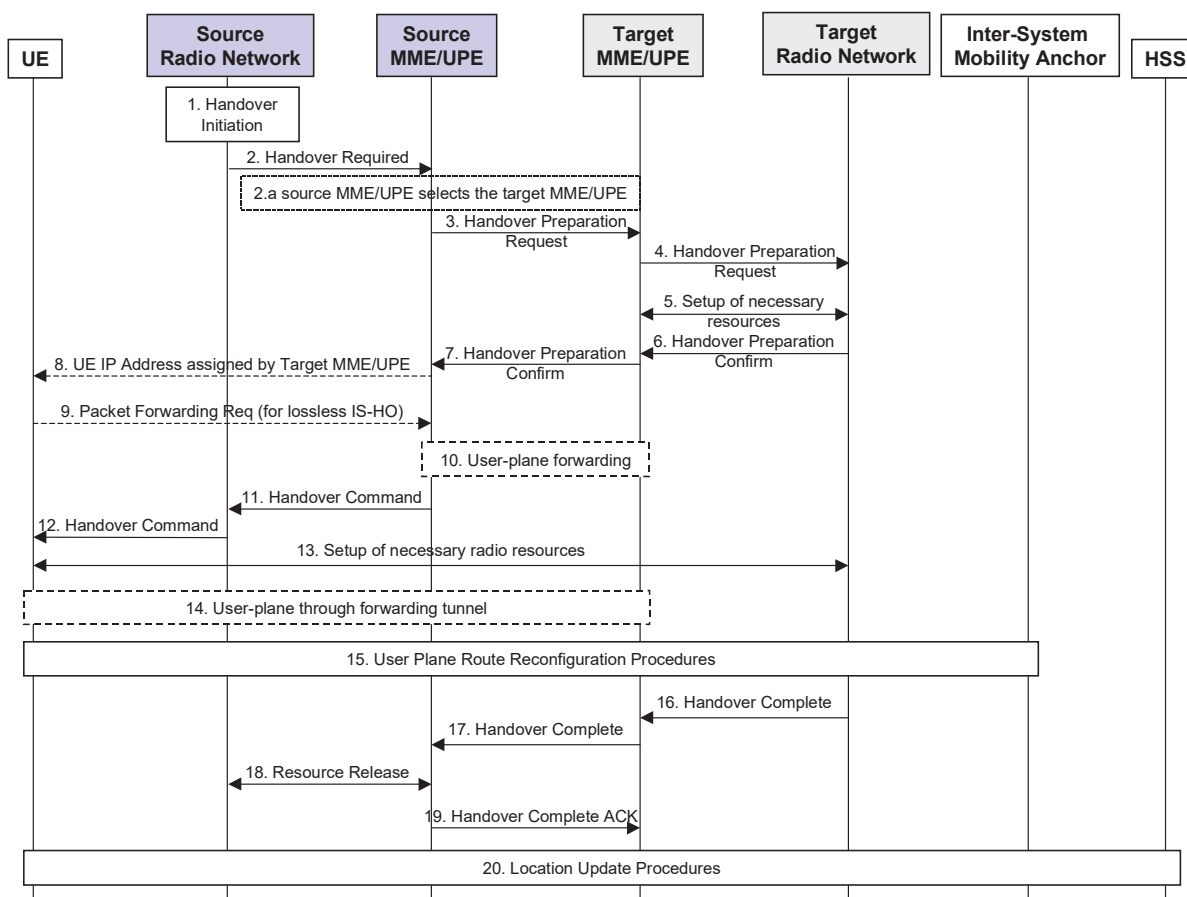 UE
Source
Radio Network
Source
MME/UPE
Target
MME/UPE
Target
Radio Network
Inter-System
Mobility Anchor
HSS
1. Handover
Initiation
2. Handover Required
2.a source MME/UPE selects the target MME/UPE
3. Handover Preparation
Request
4. Handover Preparation
Request
5. Setup of necessary
resources
6. Handover Preparation
Confirm
7. Handover Preparation
Confirm
8. UE IP Address assigned by Target MME/UPE
9. Packet Forwarding Req (for lossless IS-HO)
10. User-plane forwarding
11. Handover Command
12. Handover Command
13. Setup of necessary radio resources
14. User-plane through forwarding tunnel
15. User Plane Route Reconfiguration Procedures
16. Handover Complete
17. Handover Complete
18. Resource Release
19. Handover Complete ACK
20. Location Update Procedures